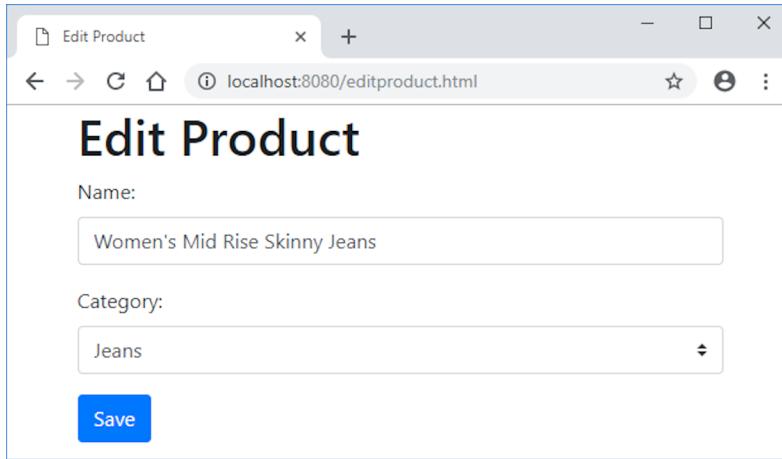 Edit Product
localhost:8080/editproduct.html
Edit Product
Name:
Women's Mid Rise Skinny Jeans
Category:
Jeans
Save